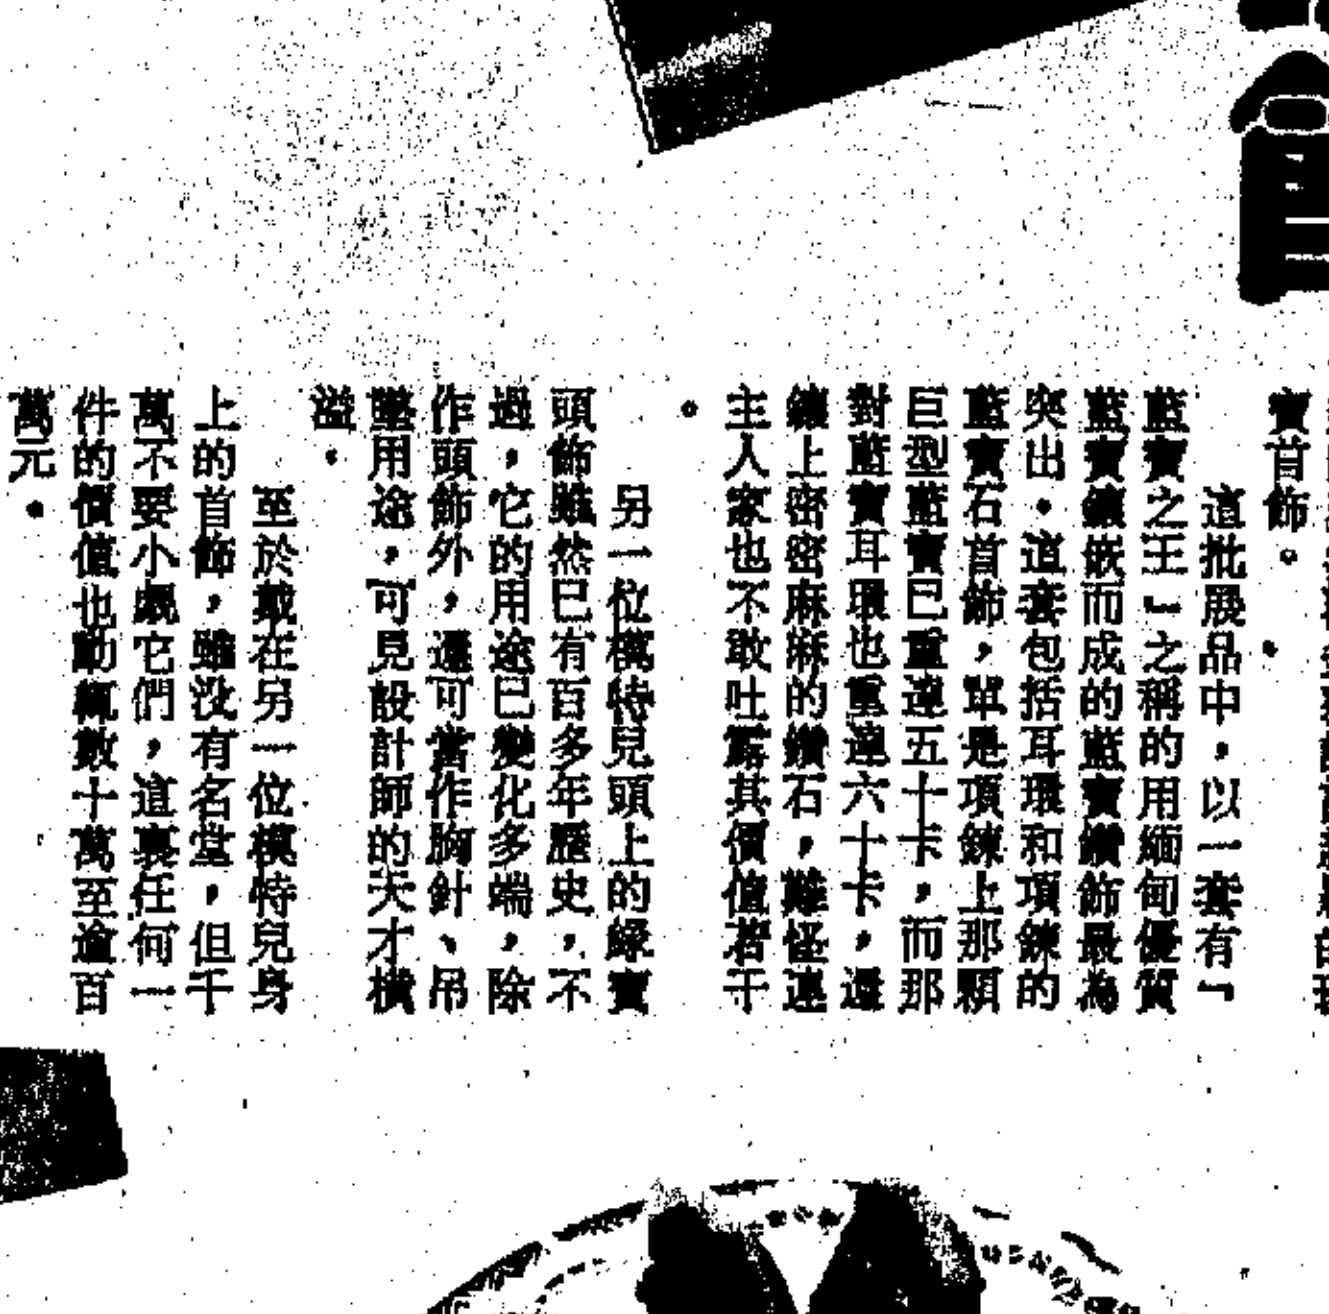 寶首飾。
這批展品中，以一套有「
藍寶之王」之稱的用緬甸優質
藍寶鑲嵌而成的藍寶鑽飾最為
突出。這套包括耳環和項鍊的
藍寶石首飾，單是項鍊上那顆
巨型藍寶已重達五十卡，而那
對藍寶耳環也重達六十卡，還
鑲上密密麻麻的鑽石，難怪連
主人家也不敢吐露其價值若干
。
另一位模特兒頭上的綠寶
頭飾雖然已有百多年歷史，不
過，它的用途已變化多端，除
作頭飾外，還可當作胸針、吊
墜用途，可見設計師的天才橫
溢。
至於戴在另一位模特兒身
上的首飾，雖没有名堂，但千
萬不要小覷它們，這裏任何一
件的價值也動輒數十萬至逾百
萬元。